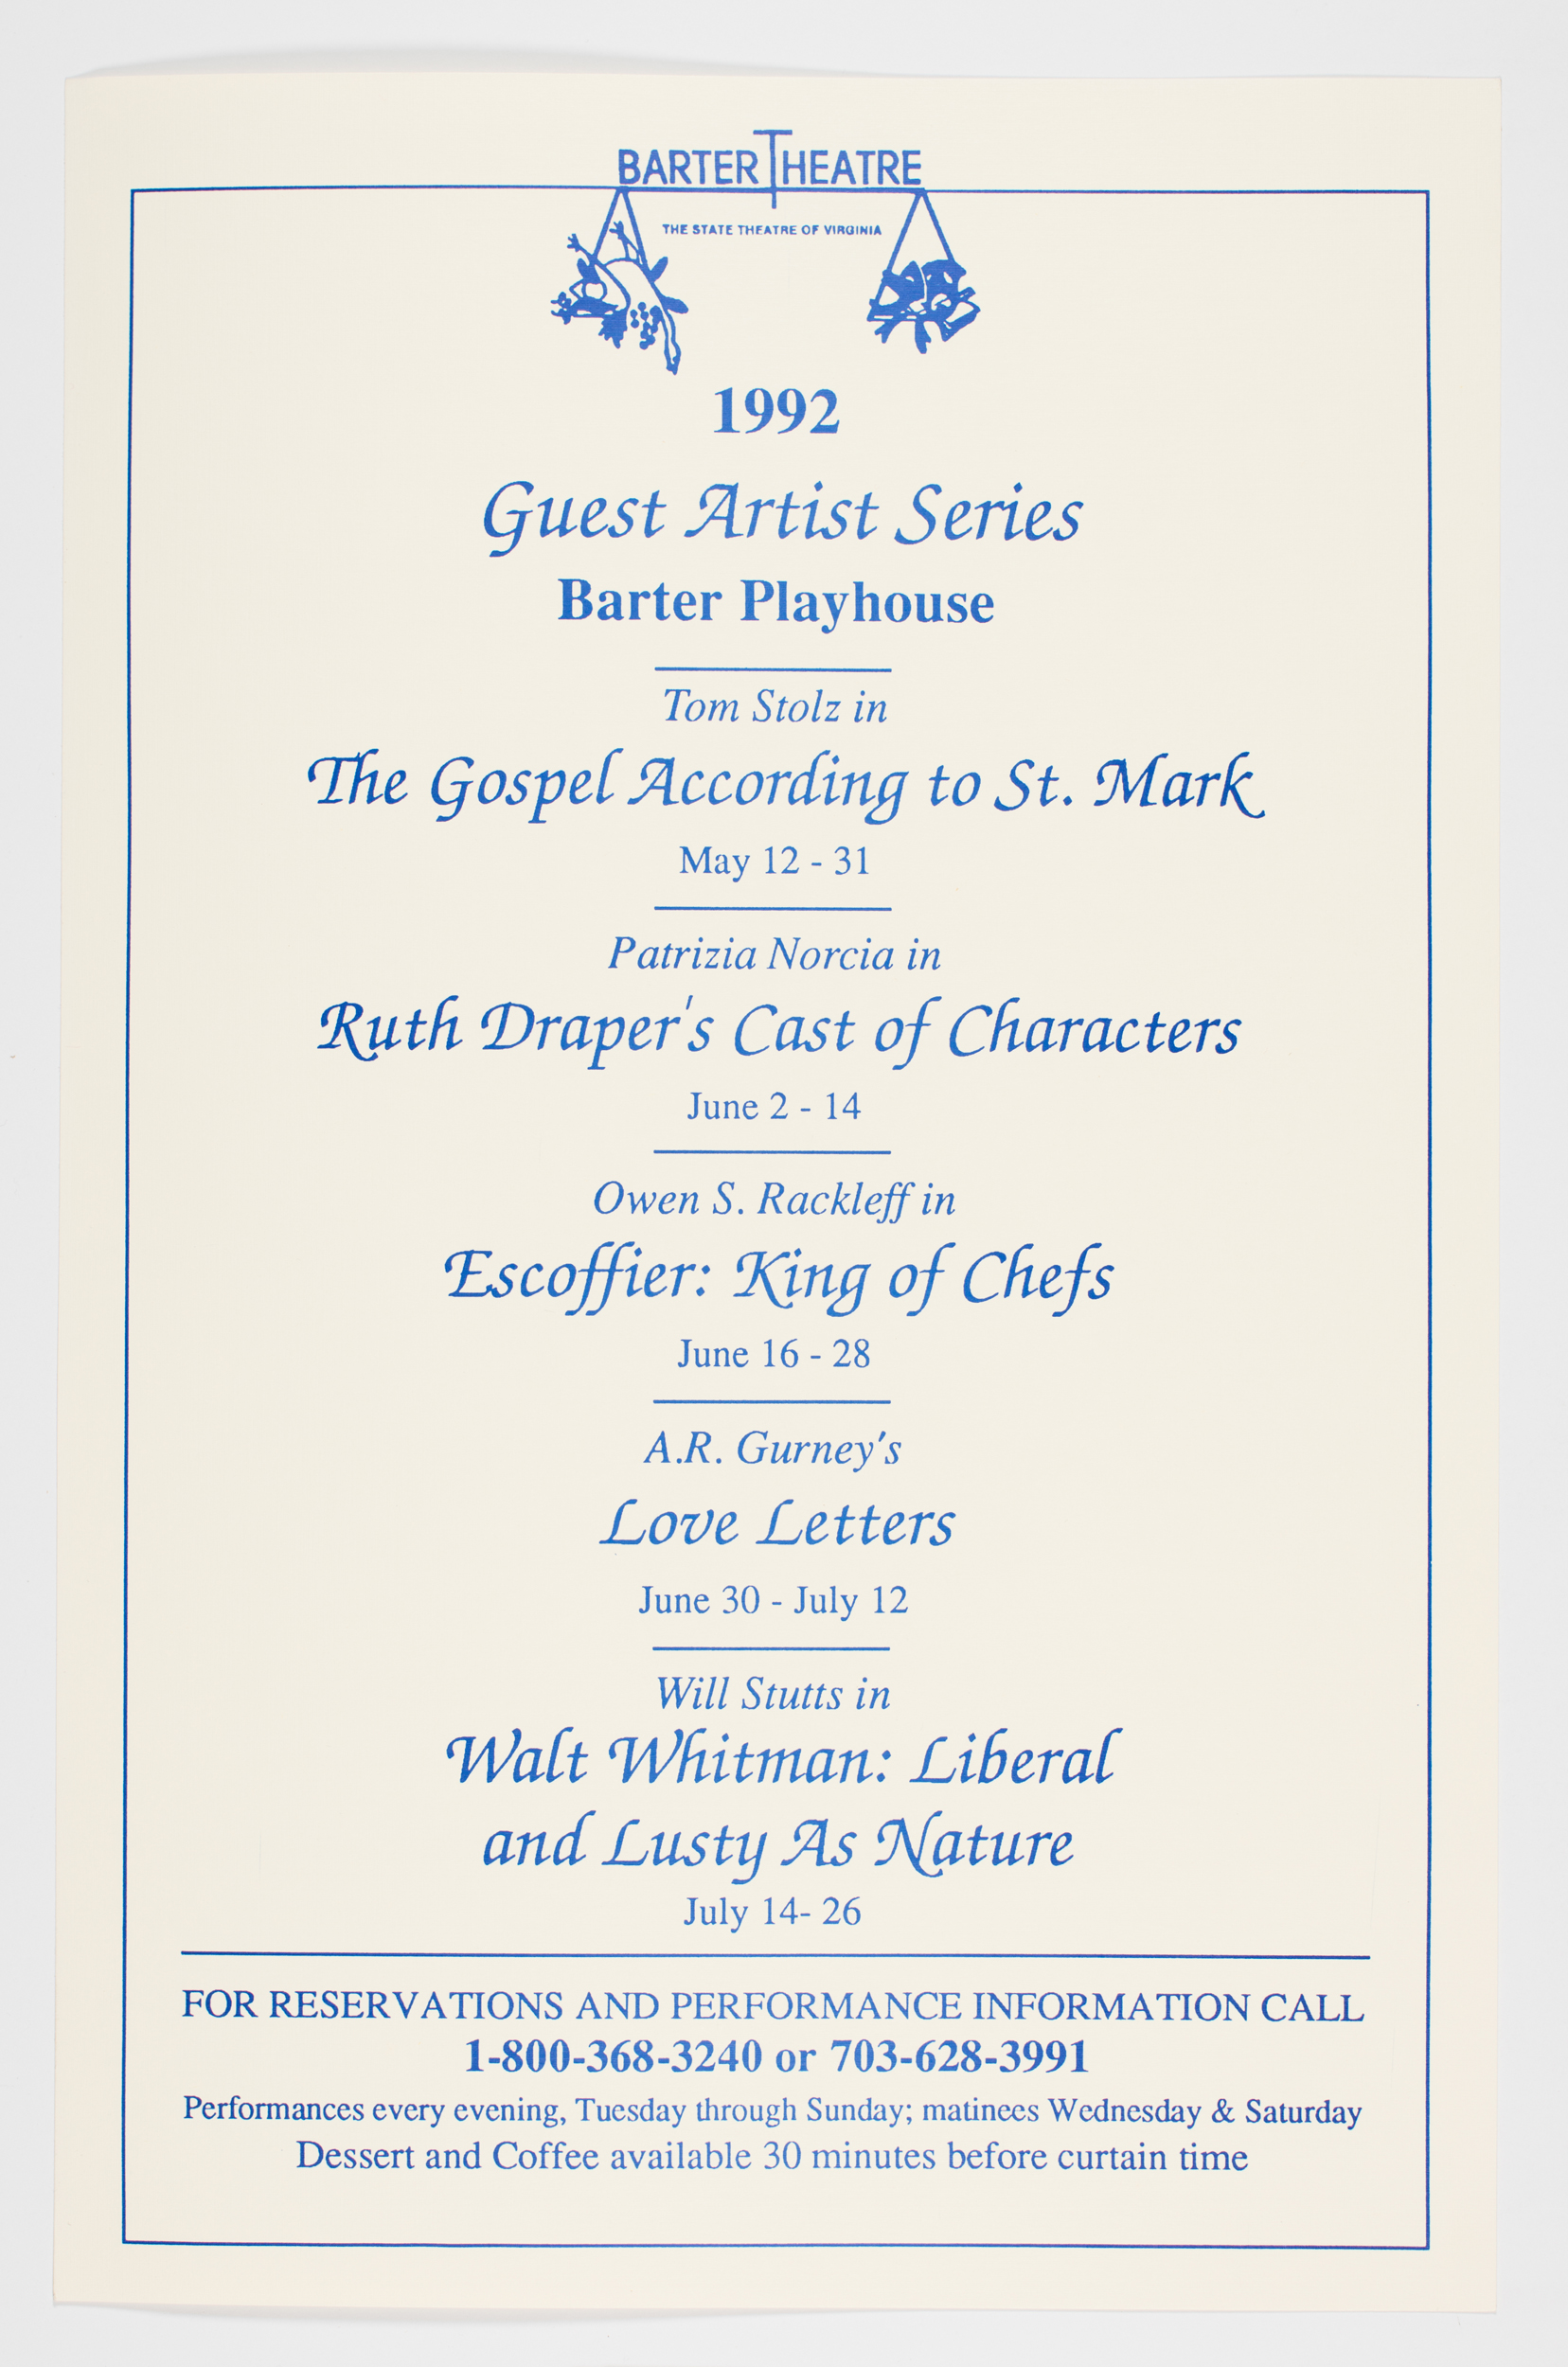 BARTER THEATRE
THE STATE THEATRE OF VIRGINIA
1992
Guest Artist Series
Barter Playhouse
Tom Stolz in
The Gospel According to St. Mark
May 12 - 31
Patrizia Norcia in
Ruth Draper's Cast of Characters
June 2 - 14
Owen S. Rackleff in
Escoffier: King of Chefs
June 16 - 28
A.R. Gurney's
Love Letters
June 30 - July 12
Will Stutts in
Walt Whitman: Liberal
and Lusty As Nature
July 14- 26
FOR RESERVATIONS AND PERFORMANCE INFORMATION CALL
1-800-368-3240 or 703-628-3991
Performances every evening, Tuesday through Sunday; matinees Wednesday & Saturday
Dessert and Coffee available 30 minutes before curtain time